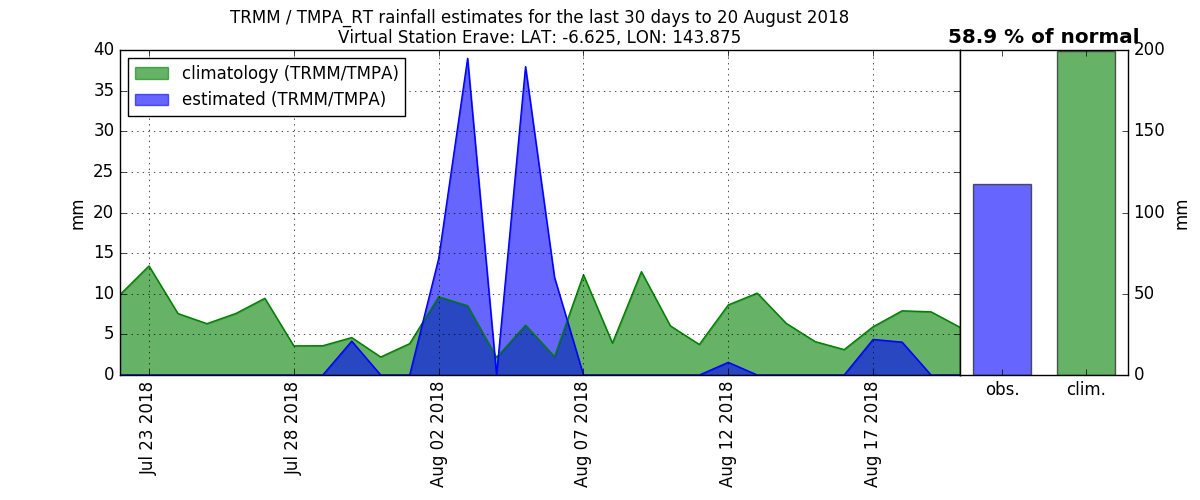 TRMM / TMPA_RT rainfall estimates for the last 30 days to 20 August 2018
Virtual Station Erave: LAT: -6.625, LON: 143.875
58.9 % of normal
climatology (TRMM/TMPA)
estimated (TRMM/TMPA)
40
35
30
25
20
15
10
5
0
mm
Jul 23 2018
Jul 28 2018
Aug 02 2018
Aug 07 2018
Aug 12 2018
Aug 17 2018
obs.
clim.
200
150
100
50
0
mm